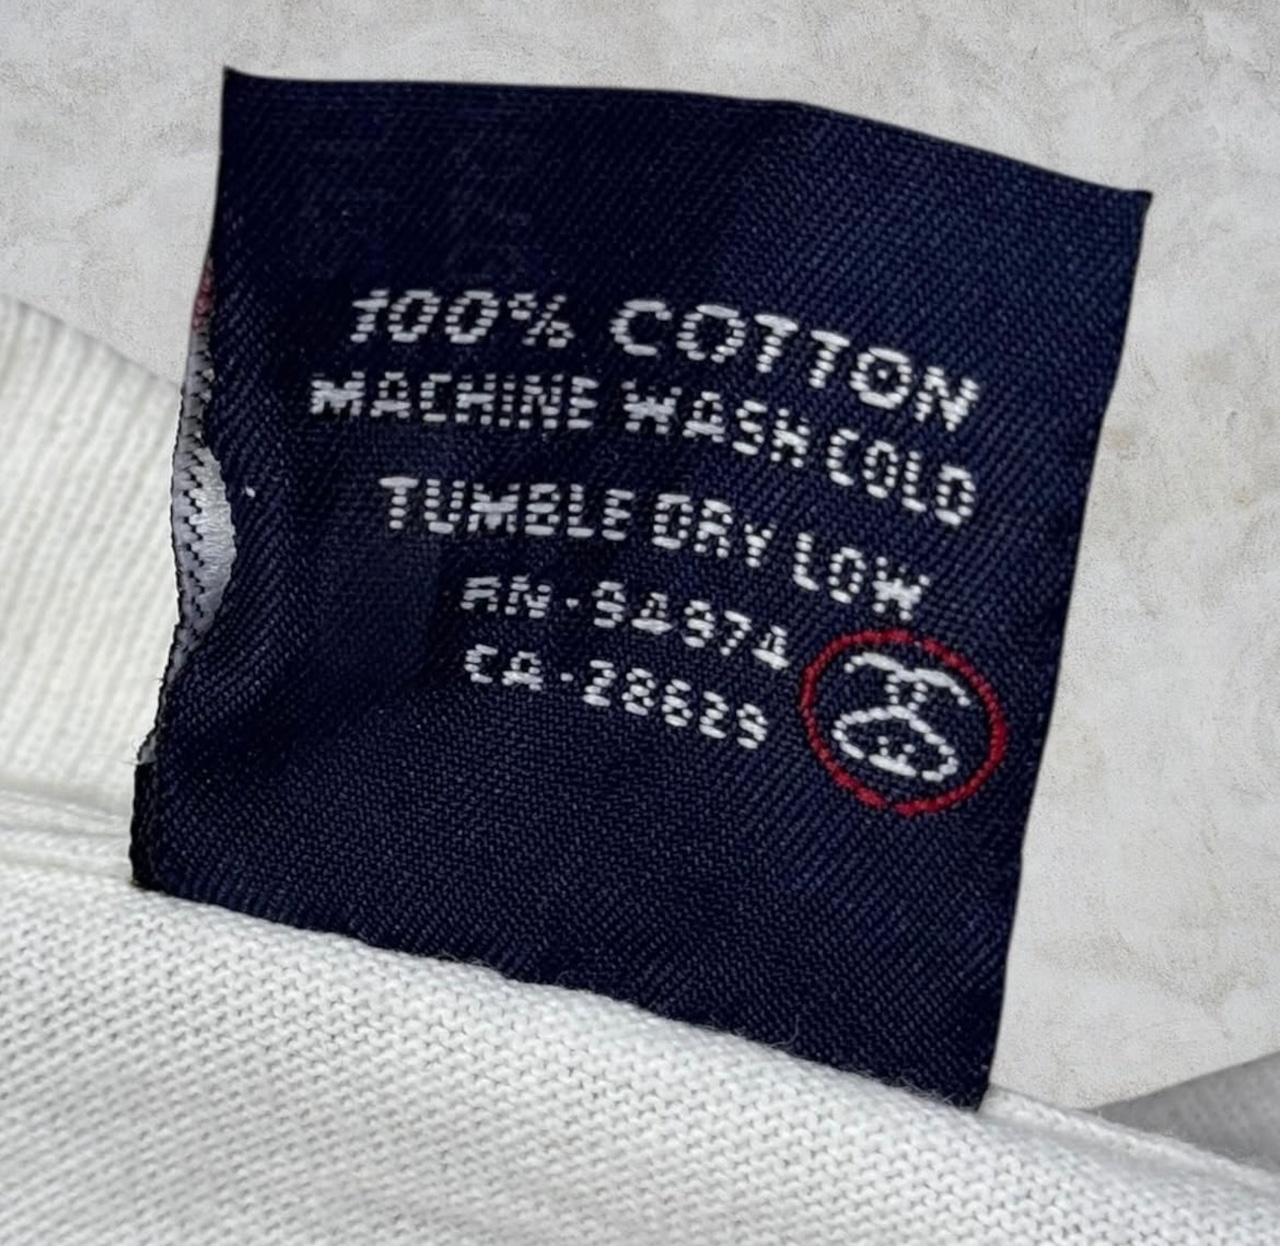 100% COTTON
MACHINE WASH COLD
TUMBLE DRY LOW
RN·94974
CA·28629